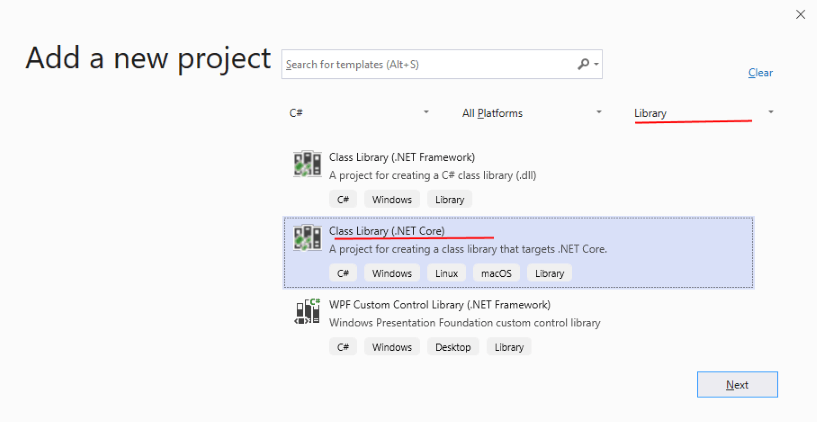 Add a new project
Search for templates (Alt+S)
Clear
C# All Platforms Library
Class Library (.NET Framework)
A project for creating a C# class library (.dll)
C# Windows Library
Class Library (.NET Core)
A project for creating a class library that targets .NET Core.
C# Windows Linux macOS Library
WPF Custom Control Library (.NET Framework)
Windows Presentation Foundation custom control library
C# Windows Desktop Library
Next